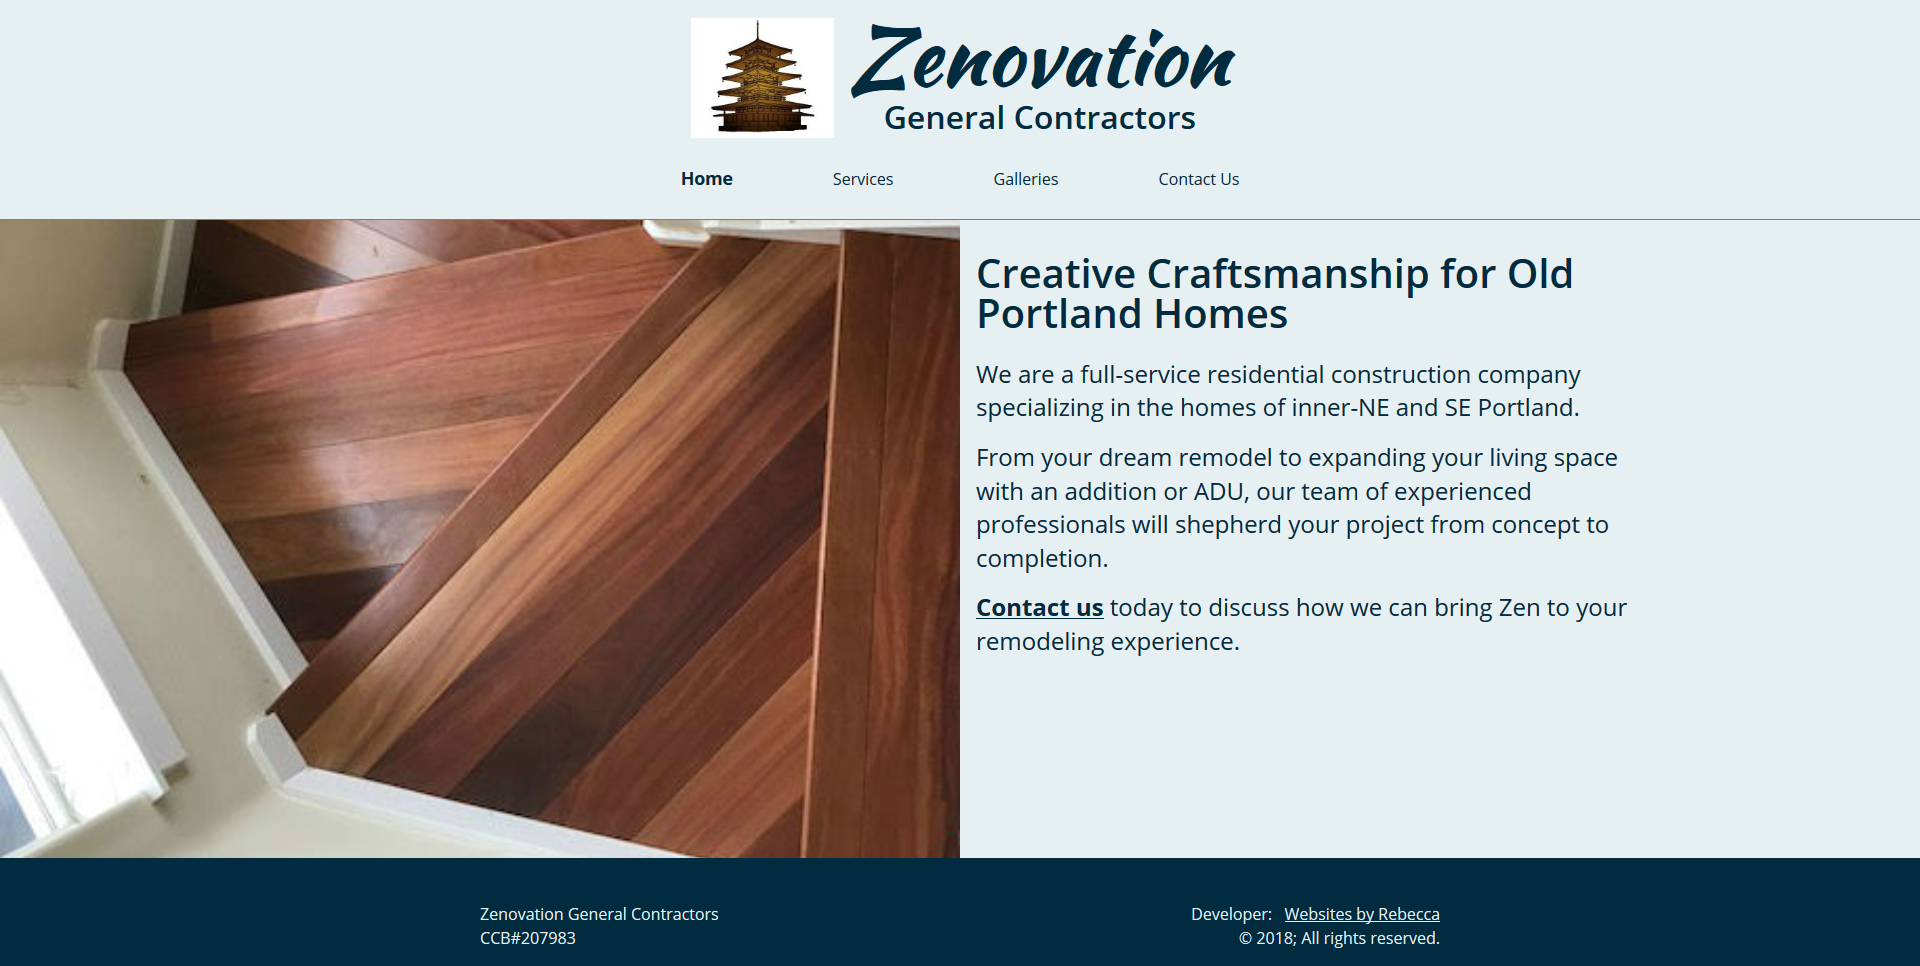 Zenovation
General Contractors
Home
Services
Galleries
Contact Us
Creative Craftsmanship for Old
Portland Homes
We are a full-service residential construction company
specializing in the homes of inner-NE and SE Portland.
From your dream remodel to expanding your living space
with an addition or ADU, our team of experienced
professionals will shepherd your project from concept to
completion.
Contact us today to discuss how we can bring Zen to your
remodeling experience.
Zenovation General Contractors
CCB#207983
Developer: Websites by Rebecca
© 2018; All rights reserved.